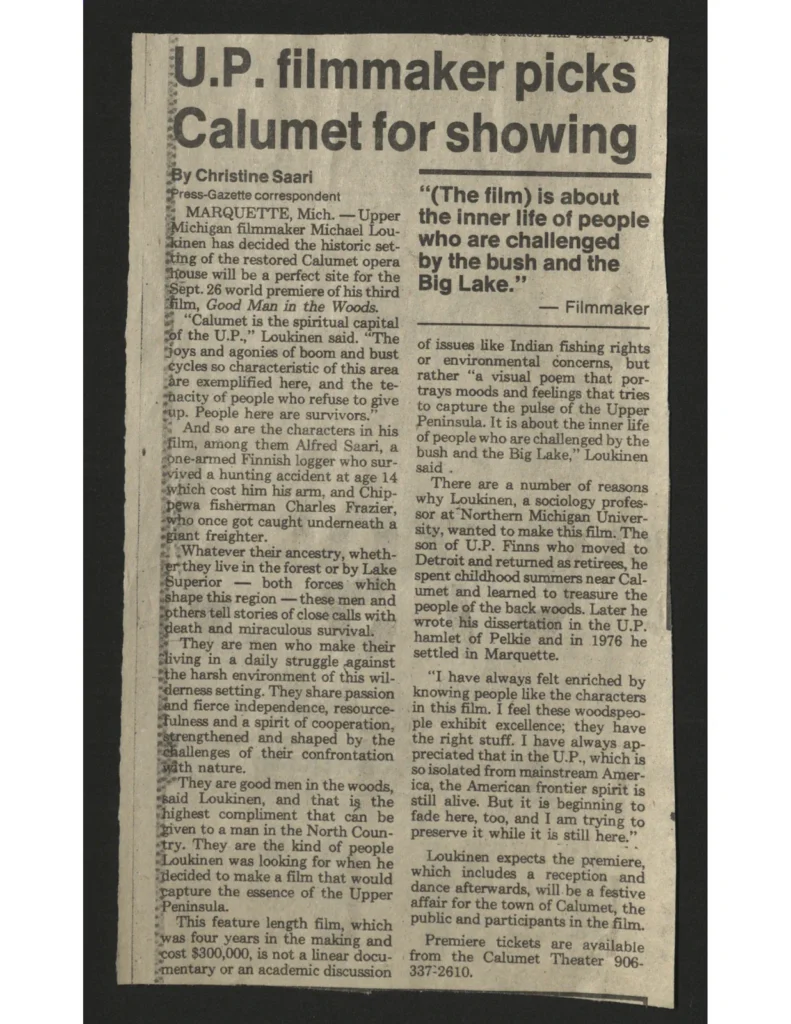 U.P. filmmaker picks
Calumet for showing
By Christine Saari
Press-Gazette correspondent
MARQUETTE, Mich. — Upper
Michigan filmmaker Michael Lou-
kinen has decided the historic set-
ting of the restored Calumet opera
house will be a perfect site for the
Sept. 26 world premiere of his third
film, Good Man in the Woods.
"Calumet is the spiritual capital
of the U.P.," Loukinen said. "The
joys and agonies of boom and bust
cycles so characteristic of this area
are exemplified here, and the te-
nacity of people who refuse to give
up. People here are survivors."
And so are the characters in his
film, among them Alfred Saari, a
one-armed Finnish logger who sur-
vived a hunting accident at age 14
which cost him his arm, and Chip-
pewa fisherman Charles Frazier,
who once got caught underneath a
giant freighter.
Whatever their ancestry, wheth-
er they live in the forest or by Lake
Superior — both forces which
shape this region — these men and
others tell stories of close calls with
death and miraculous survival.
They are men who make their
living in a daily struggle against
the harsh environment of this wil-
derness setting. They share passion
and fierce independence, resource-
fulness and a spirit of cooperation,
strengthened and shaped by the
challenges of their confrontation
with nature.
"They are good men in the woods,
said Loukinen, and that is the
highest compliment that can be
given to a man in the North Coun-
try. They are the kind of people
Loukinen was looking for when he
decided to make a film that would
capture the essence of the Upper
Peninsula.
This feature length film, which
was four years in the making and
cost $300,000, is not a linear docu-
mentary or an academic discussion
"(The film) is about
the inner life of people
who are challenged
by the bush and the
Big Lake."
— Filmmaker
of issues like Indian fishing rights
or environmental concerns, but
rather "a visual poem that por-
trays moods and feelings that tries
to capture the pulse of the Upper
Peninsula. It is about the inner life
of people who are challenged by the
bush and the Big Lake," Loukinen
said .
There are a number of reasons
why Loukinen, a sociology profes-
sor at Northern Michigan Univer-
sity, wanted to make this film. The
son of U.P. Finns who moved to
Detroit and returned as retirees, he
spent childhood summers near Cal-
umet and learned to treasure the
people of the back woods. Later he
wrote his dissertation in the U.P.
hamlet of Pelkie and in 1976 he
settled in Marquette.
"I have always felt enriched by
knowing people like the characters
in this film. I feel these woodspeo-
ple exhibit excellence; they have
the right stuff. I have always ap-
preciated that in the U.P., which is
so isolated from mainstream Amer-
ica, the American frontier spirit is
still alive. But it is beginning to
fade here, too, and I am trying to
preserve it while it is still here."
Loukinen expects the premiere,
which includes a reception and
dance afterwards, will be a festive
affair for the town of Calumet, the
public and participants in the film.
Premiere tickets are available
from the Calumet Theater 906-
337-2610.